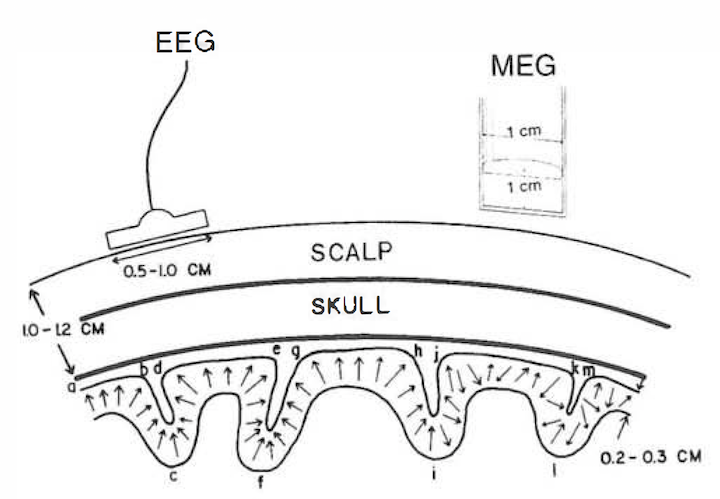 EEG
MEG
1 cm
1 cm
0.5-1.0 CM
SCALP
SKULL
1.0-1.2 CM
a
b d
e g
h j
k m
c
f
i
l
0.2-0.3 CM